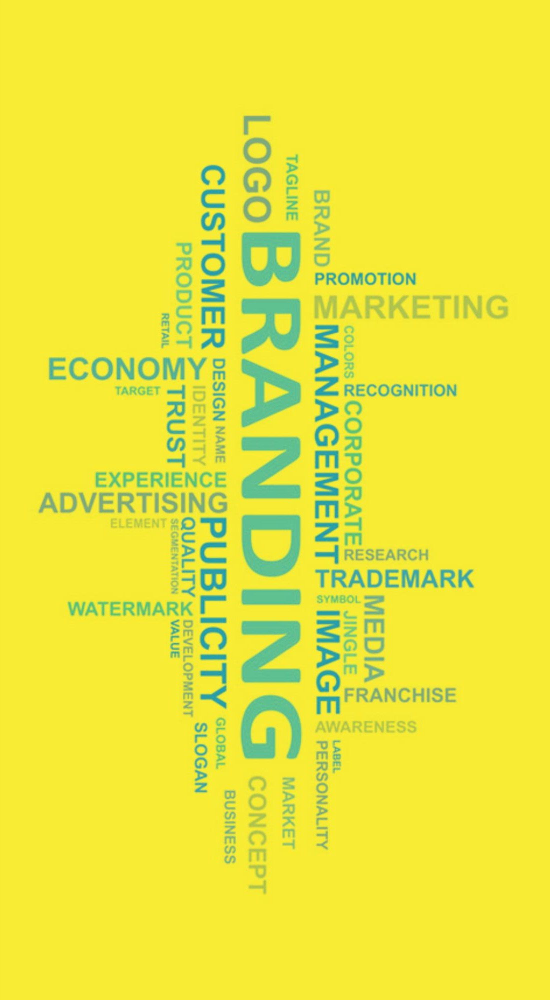 LOGO
TAGLINE
CUSTOMER
BRAND
PRODUCT
BRANDING
PROMOTION
MARKETING
RETAIL
MANAGEMENT
COLORS
ECONOMY
DESIGN
RECOGNITION
TARGET
TRUST
IDENTITY
NAME
CORPORATE
EXPERIENCE
ADVERTISING
ELEMENT
SEGMENTATION
QUALITY
PUBLICITY
RESEARCH
TRADEMARK
SYMBOL
MEDIA
WATERMARK
IMAGE
JINGLE
VALUE
DEVELOPMENT
FRANCHISE
AWARENESS
GLOBAL
SLOGAN
LABEL
PERSONALITY
CONCEPT
MARKET
BUSINESS